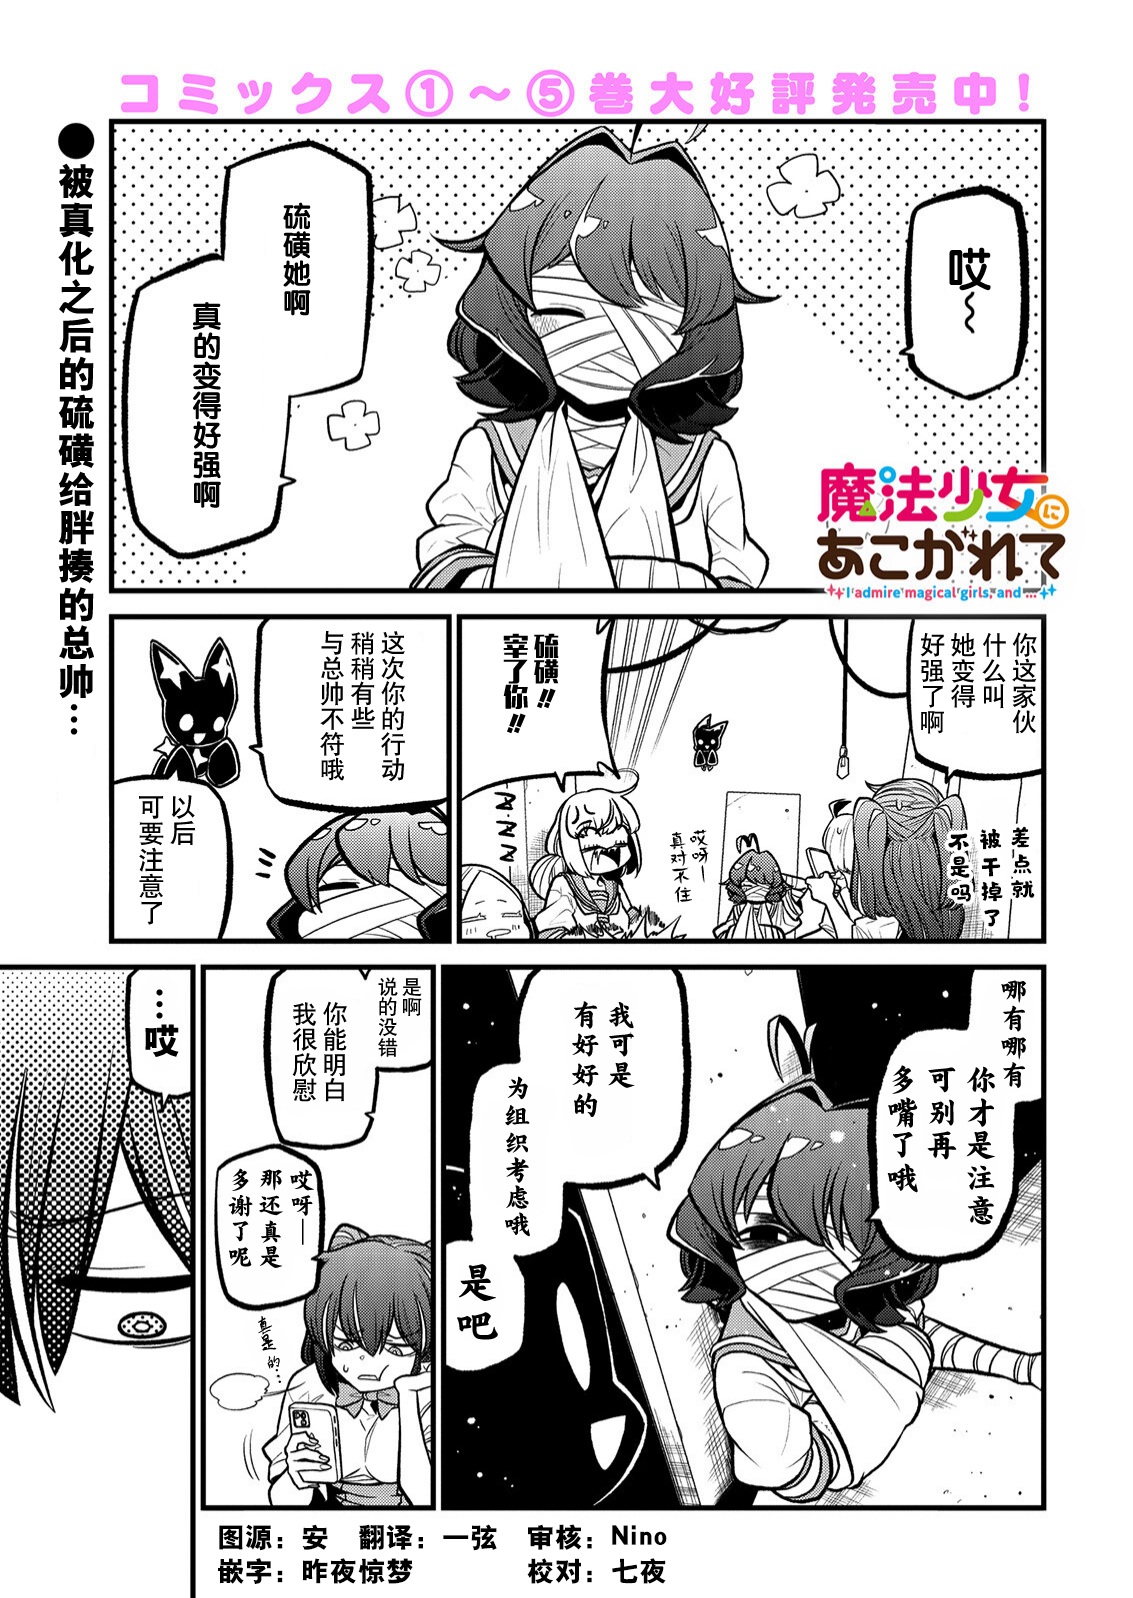 コミックス①～⑤巻大好評発売中！
●被真化之后的硫磺给胖揍的总帅…
哎～
硫磺她啊
真的变得好强啊
魔法少女に
あこがれて
I admire magical girls, and ...
你这家伙
什么叫
她变得
好强了啊
差点就
被干掉了
不是吗
硫磺!!
宰了你!!
哎呀—
真对不住
这次你的行动
稍稍有些
与总帅不符哦
以后
可要注意了
哪有哪有
你才是注意
可别再
多嘴了哦
我可是
有好好的
为组织考虑哦
是吧
是啊
说的没错
你能明白
我很欣慰
哎呀—
那还真是
多谢了呢
真是的…
…哎
图源：安　翻译：一弦　审核：Nino
嵌字：昨夜惊梦　校对：七夜